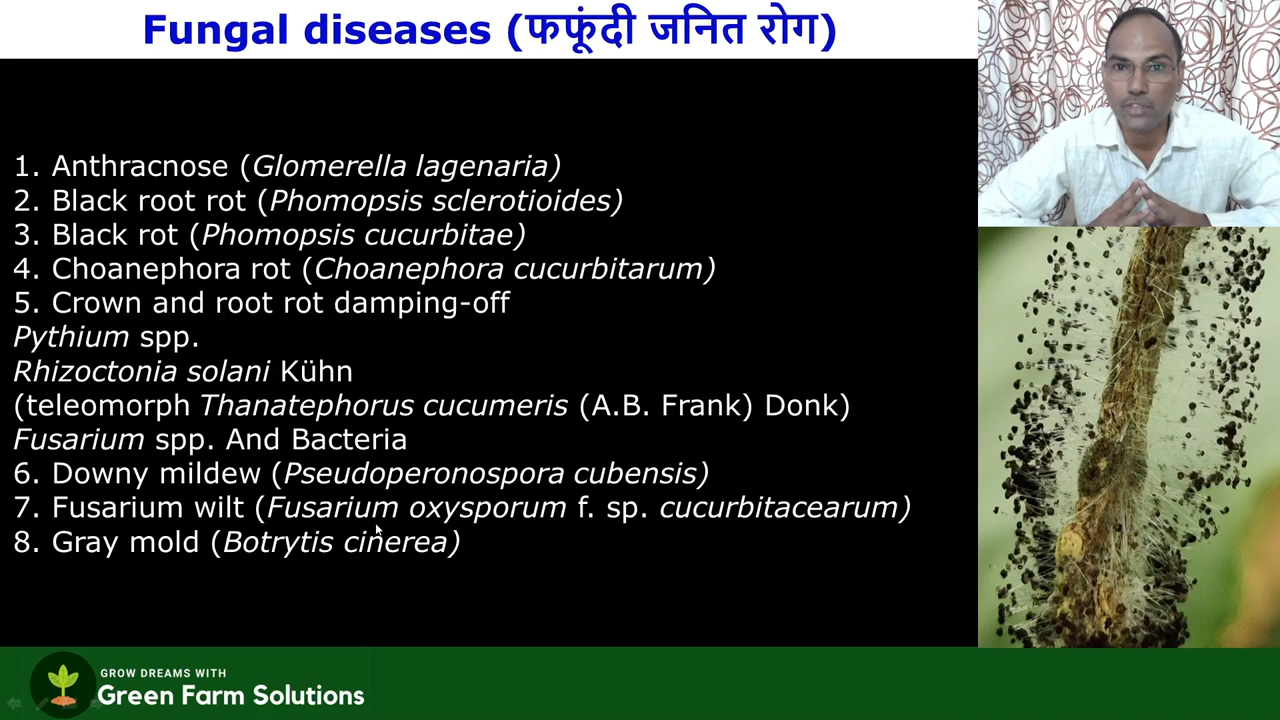 Fungal diseases (फफूंदी जनित रोग)
1. Anthracnose (Glomerella lagenaria)
2. Black root rot (Phomopsis sclerotioides)
3. Black rot (Phomopsis cucurbitae)
4. Choanephora rot (Choanephora cucurbitarum)
5. Crown and root rot damping-off
Pythium spp.
Rhizoctonia solani Kühn
(teleomorph Thanatephorus cucumeris (A.B. Frank) Donk)
Fusarium spp. And Bacteria
6. Downy mildew (Pseudoperonospora cubensis)
7. Fusarium wilt (Fusarium oxysporum f. sp. cucurbitacearum)
8. Gray mold (Botrytis cinerea)
GROW DREAMS WITH
Green Farm Solutions